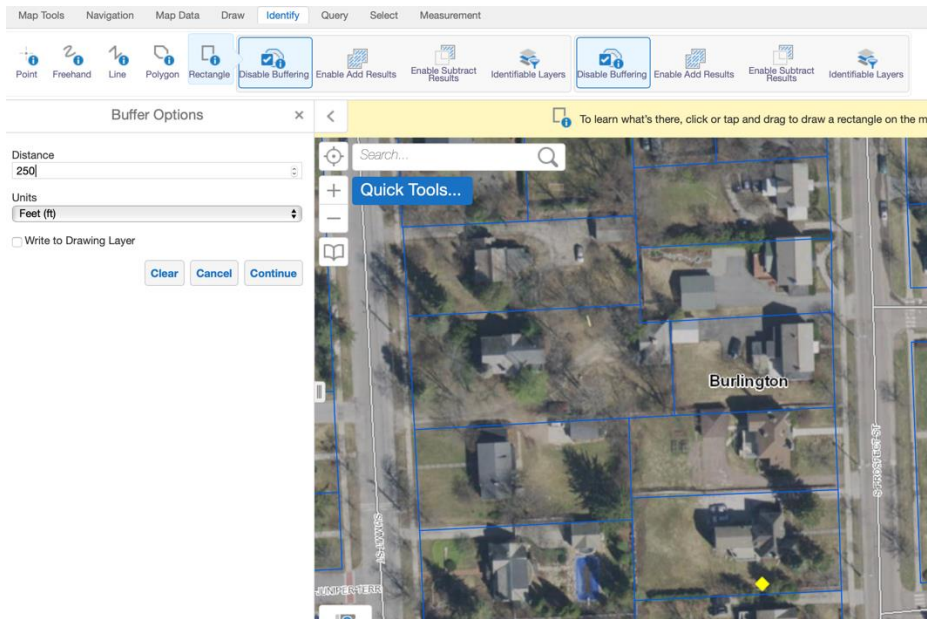 Map Tools Navigation Map Data Draw Identify Query Select Measurement
Point Freehand Line Polygon Rectangle Disable Buffering Enable Add Results Enable Subtract Results Identifiable Layers Disable Buffering Enable Add Results Enable Subtract Results Identifiable Layers
Buffer Options
To learn what's there, click or tap and drag to draw a rectangle on the m
Distance
250
Units
Feet (ft)
Write to Drawing Layer
Clear Cancel Continue
Search...
Quick Tools...
Burlington
S PROSPECT ST
SUMMIT ST
JUNIPER TERR